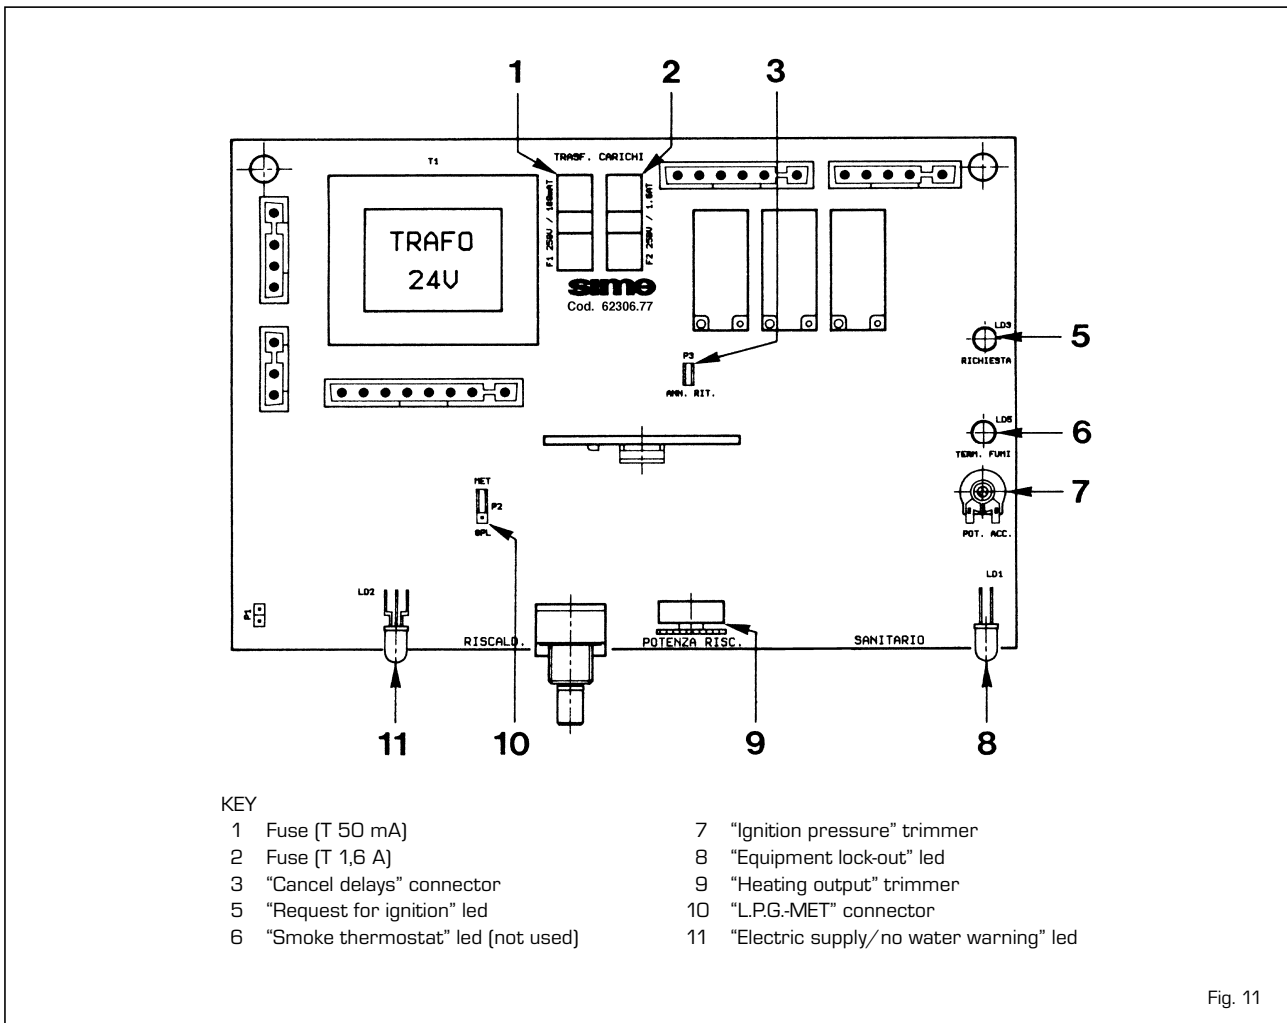 1 2 3
TRASF. CARICHI
T1
F1 250V / 100mAT
F2 250V / 1.6AT
TRAFO
24V
sime
Cod. 62306.77
LD3
5
RICHIESTA
P3
AMN. RIT.
LD5
6
TERM. FUMI
7
POT. ACC.
MET
P2
GPL
LD1
LD2
P1
RISCALD.
POTENZA RISC.
SANITARIO
11 10 9 8
KEY
1 Fuse (T 50 mA)
2 Fuse (T 1,6 A)
3 “Cancel delays” connector
5 “Request for ignition” led
6 “Smoke thermostat” led (not used)
7 “Ignition pressure” trimmer
8 “Equipment lock-out” led
9 “Heating output” trimmer
10 “L.P.G.-MET” connector
11 “Electric supply/no water warning” led
Fig. 11